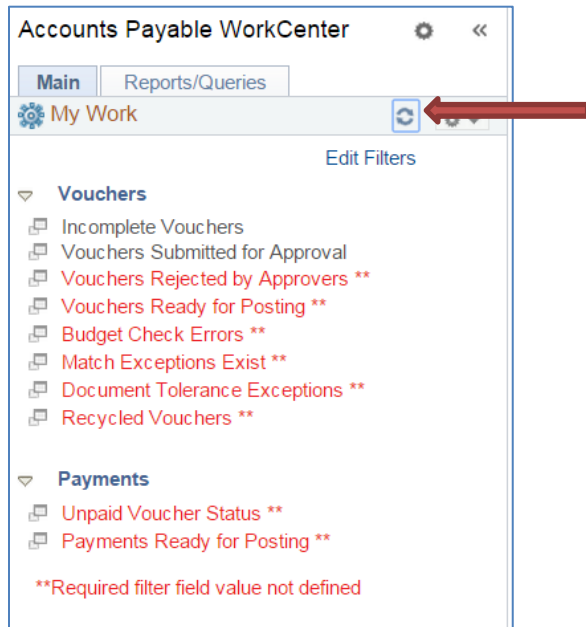 Accounts Payable WorkCenter
Main Reports/Queries
My Work
Edit Filters
Vouchers
Incomplete Vouchers
Vouchers Submitted for Approval
Vouchers Rejected by Approvers **
Vouchers Ready for Posting **
Budget Check Errors **
Match Exceptions Exist **
Document Tolerance Exceptions **
Recycled Vouchers **
Payments
Unpaid Voucher Status **
Payments Ready for Posting **
**Required filter field value not defined